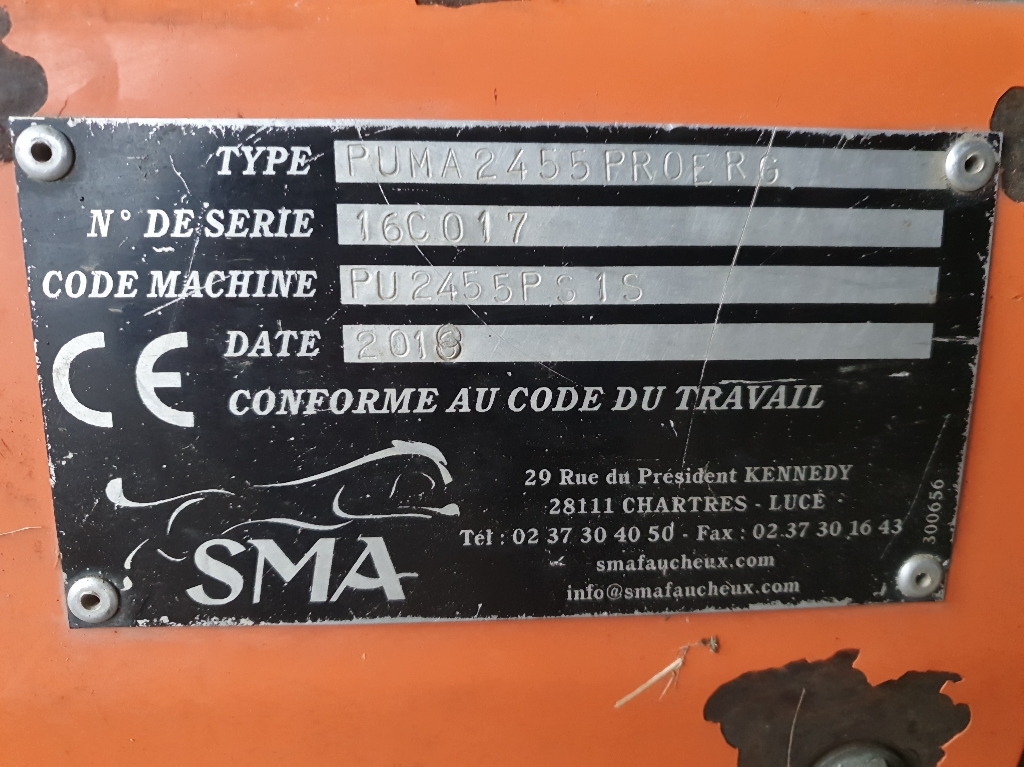 TYPE PUMA2455PROERG
N° DE SERIE 16C017
CODE MACHINE PU2455PS1S
CE
DATE
CONFORME AU CODE DU TRAVAIL
29 Rue du Président KENNEDY
28111 CHARTRES - LUCÉ
Tél : 02 37 30 40 50 - Fax : 02.37 30 16 43
smafaucheux.com
info@smafaucheux.com
SMA
300656